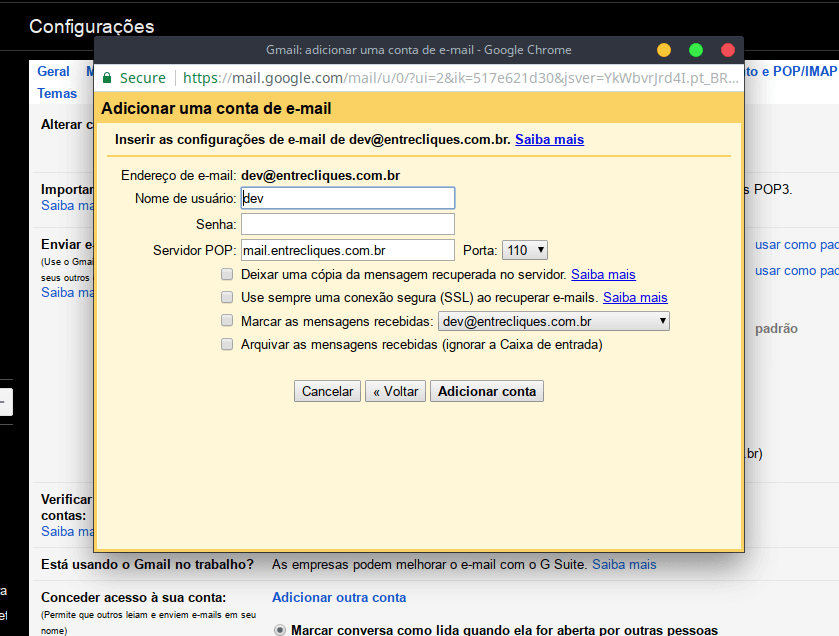 Configurações
Gmail: adicionar uma conta de e-mail - Google Chrome
Secure https://mail.google.com/mail/u/0/?ui=2&ik=517e621d30&jsver=YkWbvrJrd4I.pt_BR...
Geral
to e POP/IMAP
Temas
Adicionar uma conta de e-mail
Alterar c
Inserir as configurações de e-mail de dev@entrecliques.com.br. Saiba mais
Endereço de e-mail: dev@entrecliques.com.br
Importar
s POP3.
Nome de usuário: dev
Saiba ma
Senha:
Enviar e-
Servidor POP: mail.entrecliques.com.br Porta: 110
usar como pad
(Use o Gmai
Deixar uma cópia da mensagem recuperada no servidor. Saiba mais
usar como pad
seus outros
Saiba ma
Use sempre uma conexão segura (SSL) ao recuperar e-mails. Saiba mais
Marcar as mensagens recebidas: dev@entrecliques.com.br
padrão
Arquivar as mensagens recebidas (ignorar a Caixa de entrada)
Cancelar « Voltar Adicionar conta
.br)
Verificar
contas:
Saiba ma
Está usando o Gmail no trabalho? As empresas podem melhorar o e-mail com o G Suite. Saiba mais
Conceder acesso à sua conta: Adicionar outra conta
(Permite que outros leiam e enviem e-mails em seu
nome)
Marcar conversa como lida quando ela for aberta por outras pessoas